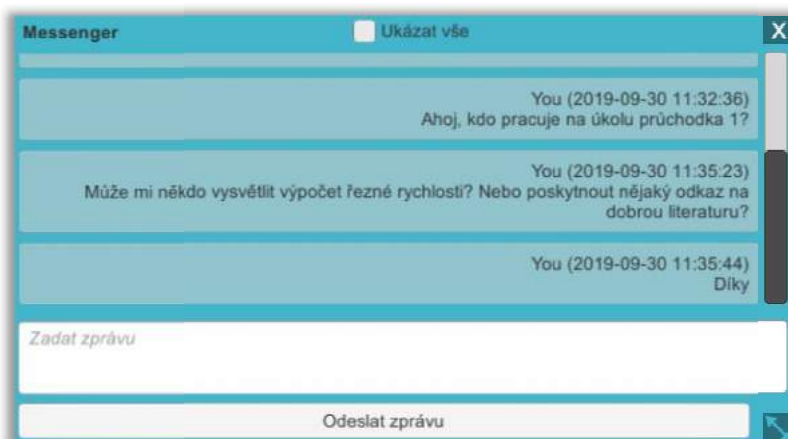 Messenger
Ukázat vše
X
You (2019-09-30 11:32:36)
Ahoj, kdo pracuje na úkolu průchodka 1?
You (2019-09-30 11:35:23)
Může mi někdo vysvětlit výpočet řezné rychlosti? Nebo poskytnout nějaký odkaz na
dobrou literaturu?
You (2019-09-30 11:35:44)
Díky
Zadat zprávu
Odeslat zprávu